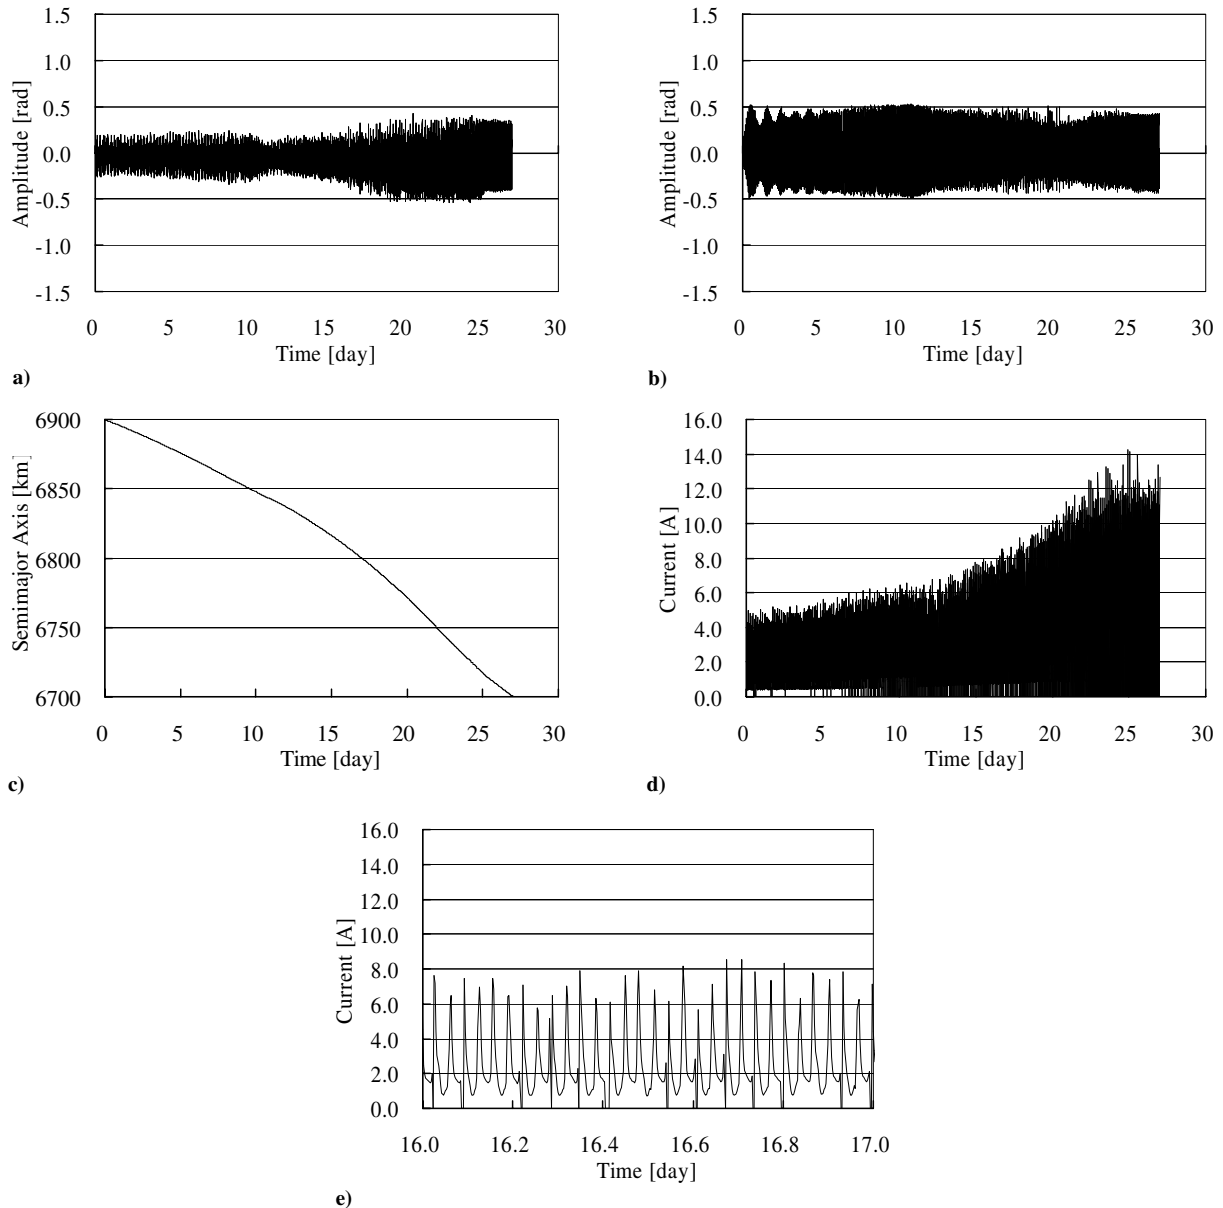 1.5
1.0
0.5
0.0
-0.5
-1.0
-1.5
Amplitude [rad]
0 5 10 15 20 25 30
Time [day]
a)
1.5
1.0
0.5
0.0
-0.5
-1.0
-1.5
Amplitude [rad]
0 5 10 15 20 25 30
Time [day]
b)
6900
6850
6800
6750
6700
Semimajor Axis [km]
0 5 10 15 20 25 30
Time [day]
c)
16.0
14.0
12.0
10.0
8.0
6.0
4.0
2.0
0.0
Current [A]
0 5 10 15 20 25 30
Time [day]
d)
16.0
14.0
12.0
10.0
8.0
6.0
4.0
2.0
0.0
Current [A]
16.0 16.2 16.4 16.6 16.8 17.0
Time [day]
e)